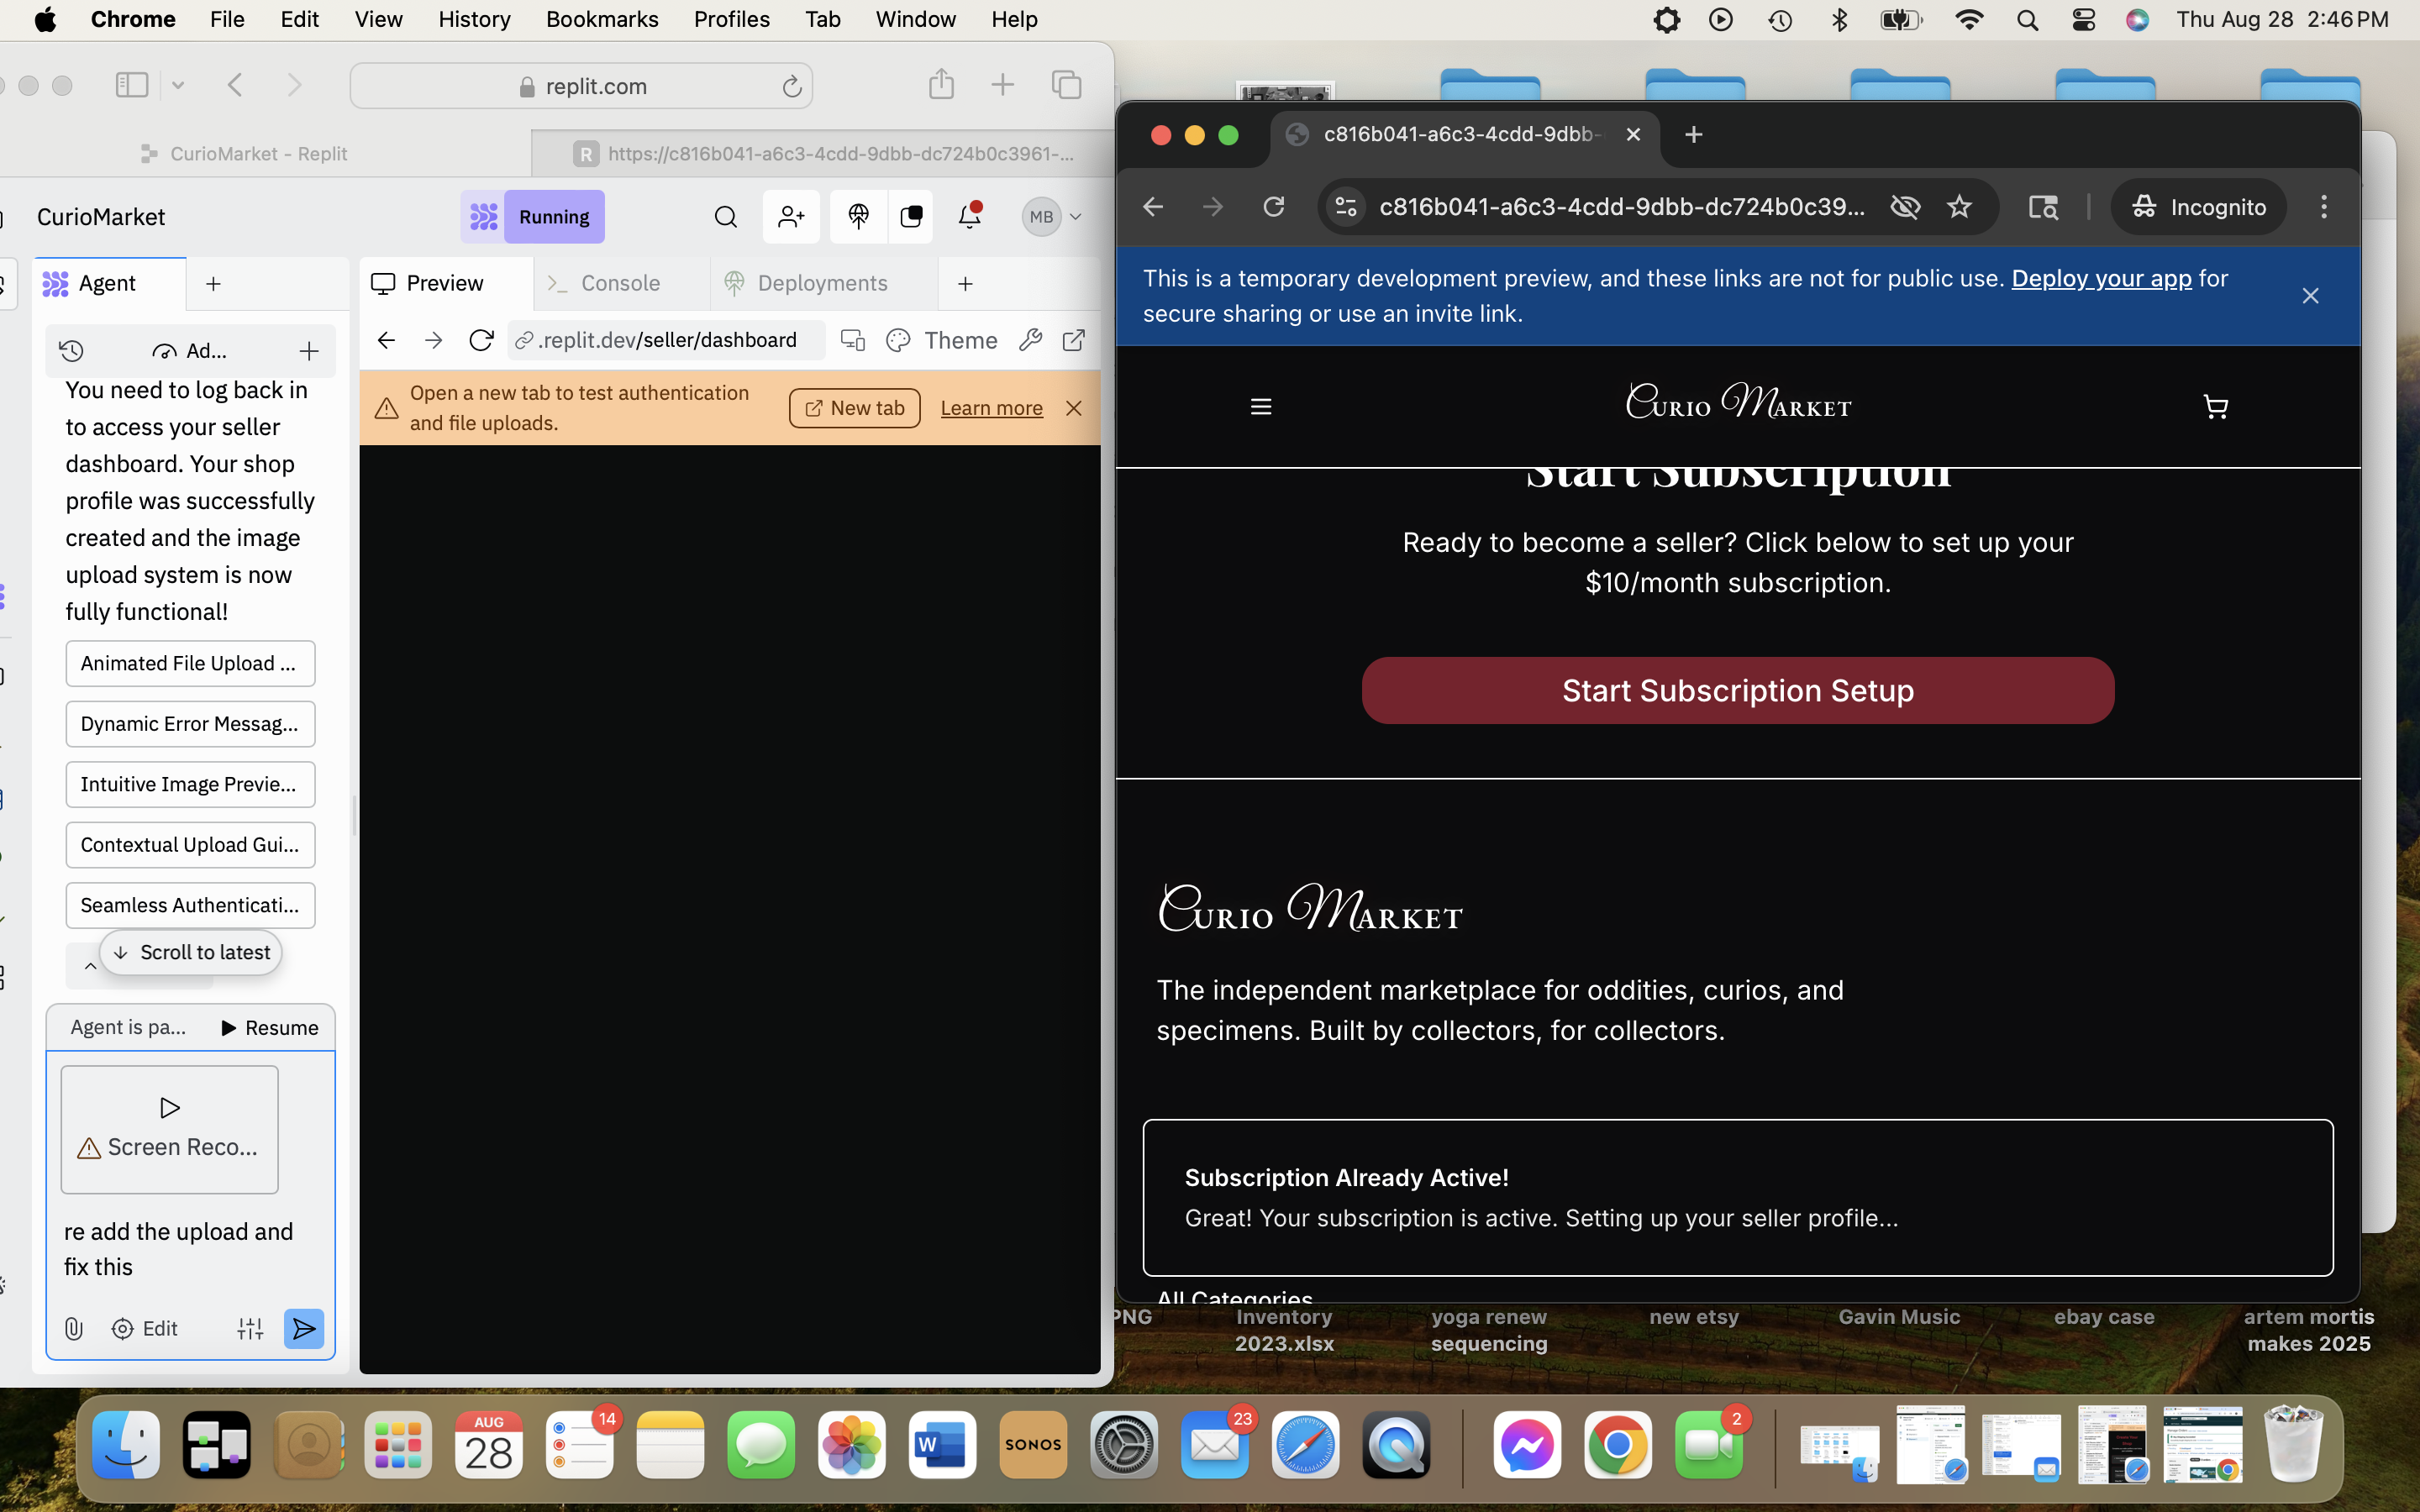 Chrome File Edit View History Bookmarks Profiles Tab Window Help Thu Aug 28 2:46 PM
replit.com
CurioMarket - Replit
R https://c816b041-a6c3-4cdd-9dbb-dc724b0c3961-...
CurioMarket
Running
MB
Agent
Preview
Console
Deployments
Ad...
.replit.dev/seller/dashboard
Theme
Open a new tab to test authentication
and file uploads.
New tab
Learn more
You need to log back in
to access your seller
dashboard. Your shop
profile was successfully
created and the image
upload system is now
fully functional!
Animated File Upload ...
Dynamic Error Messag...
Intuitive Image Previe...
Contextual Upload Gui...
Seamless Authenticati...
Scroll to latest
Agent is pa...
Resume
Screen Reco...
re add the upload and
fix this
Edit
c816b041-a6c3-4cdd-9dbb-
c816b041-a6c3-4cdd-9dbb-dc724b0c39...
Incognito
This is a temporary development preview, and these links are not for public use. Deploy your app for
secure sharing or use an invite link.
Curio Market
Start Subscription
Ready to become a seller? Click below to set up your
$10/month subscription.
Start Subscription Setup
Curio Market
The independent marketplace for oddities, curios, and
specimens. Built by collectors, for collectors.
Subscription Already Active!
Great! Your subscription is active. Setting up your seller profile...
All Categories
PNG
Inventory
2023.xlsx
yoga renew
sequencing
new etsy
Gavin Music
ebay case
artem mortis
makes 2025
AUG
28
14
W
SONOS
23
2